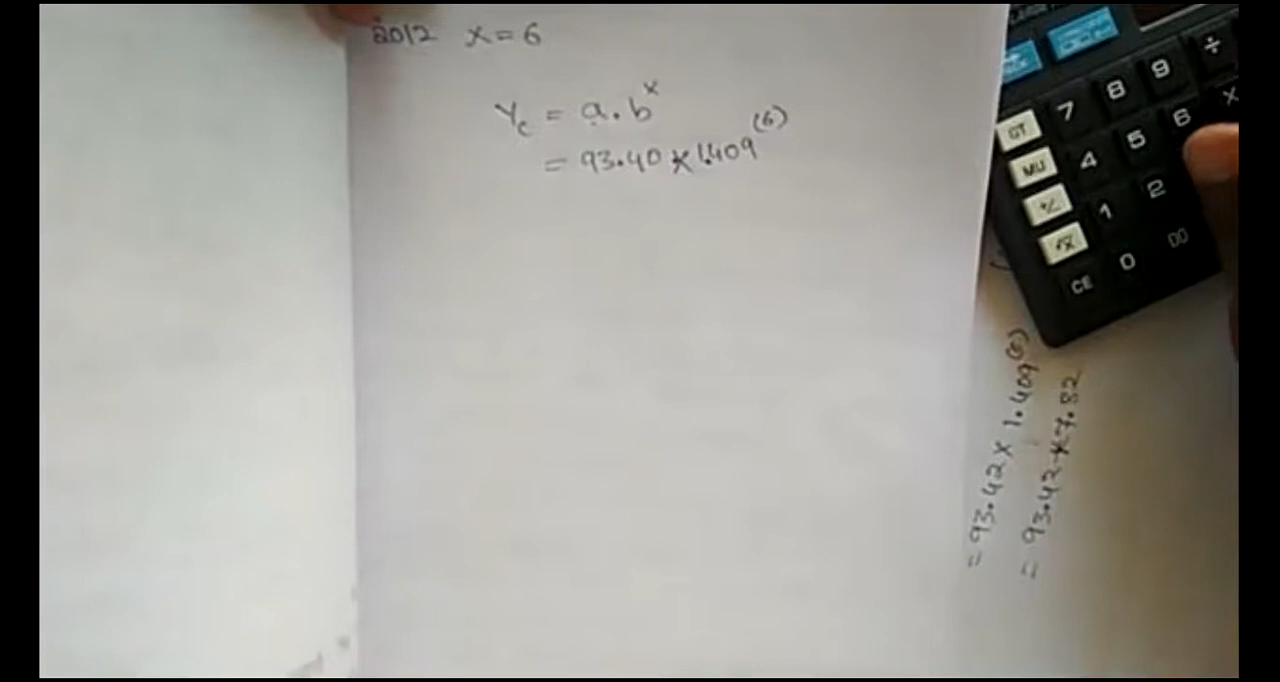 2012 x=6
Yc = a.b^x
= 93.40 x 1.409^(6)
÷
7 8 9 X
GT 4 5 6
MU 1 2
+/-
√x 0 00
CE
= 93.42 x 1.409(6)
= 93.42 x 7.82